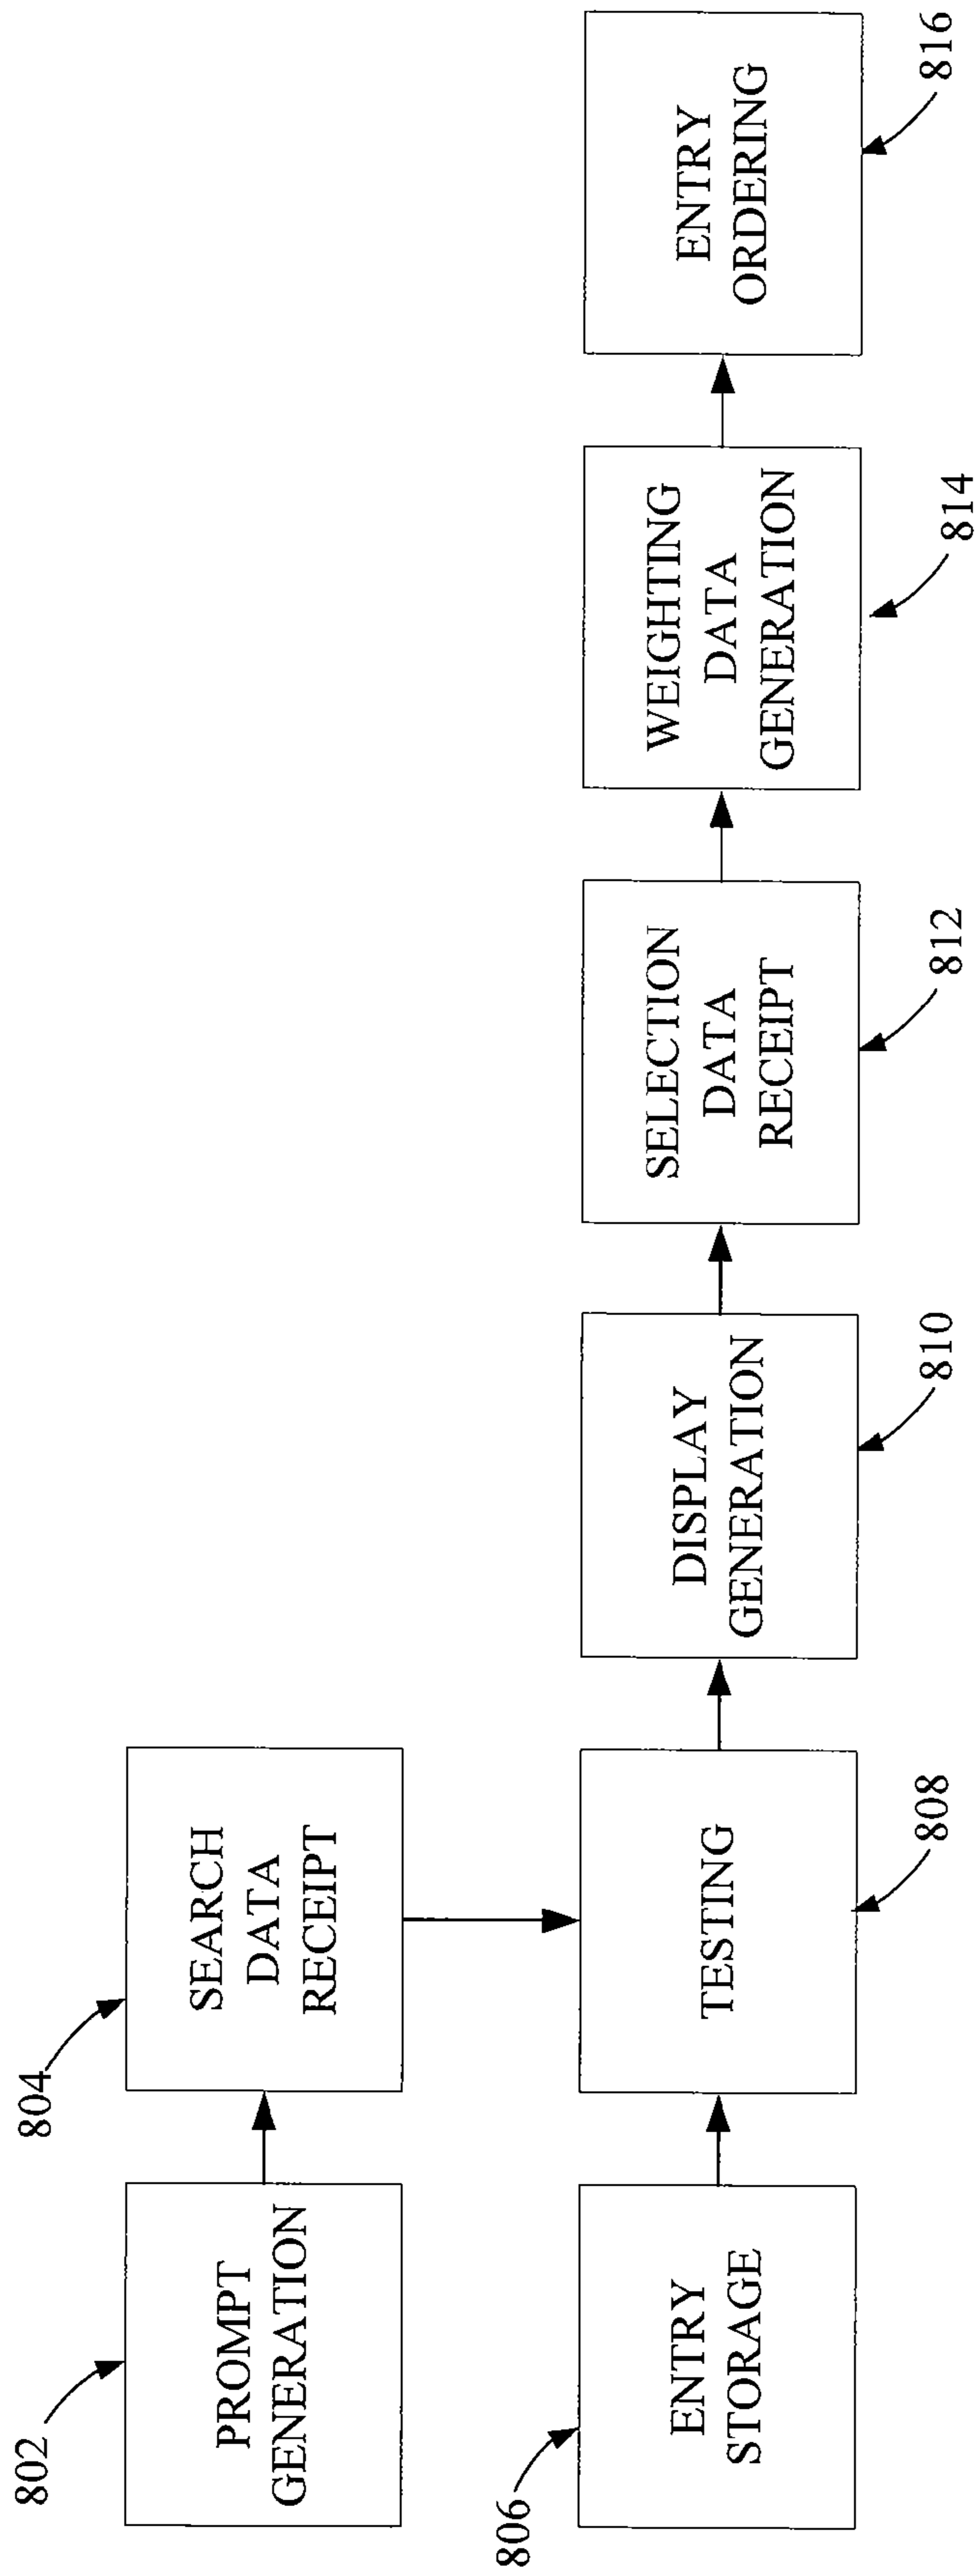 802
PROMPT
GENERATION
804
SEARCH
DATA
RECEIPT
806
ENTRY
STORAGE
TESTING
808
DISPLAY
GENERATION
810
SELECTION
DATA
RECEIPT
812
WEIGHTING
DATA
GENERATION
814
ENTRY
ORDERING
816